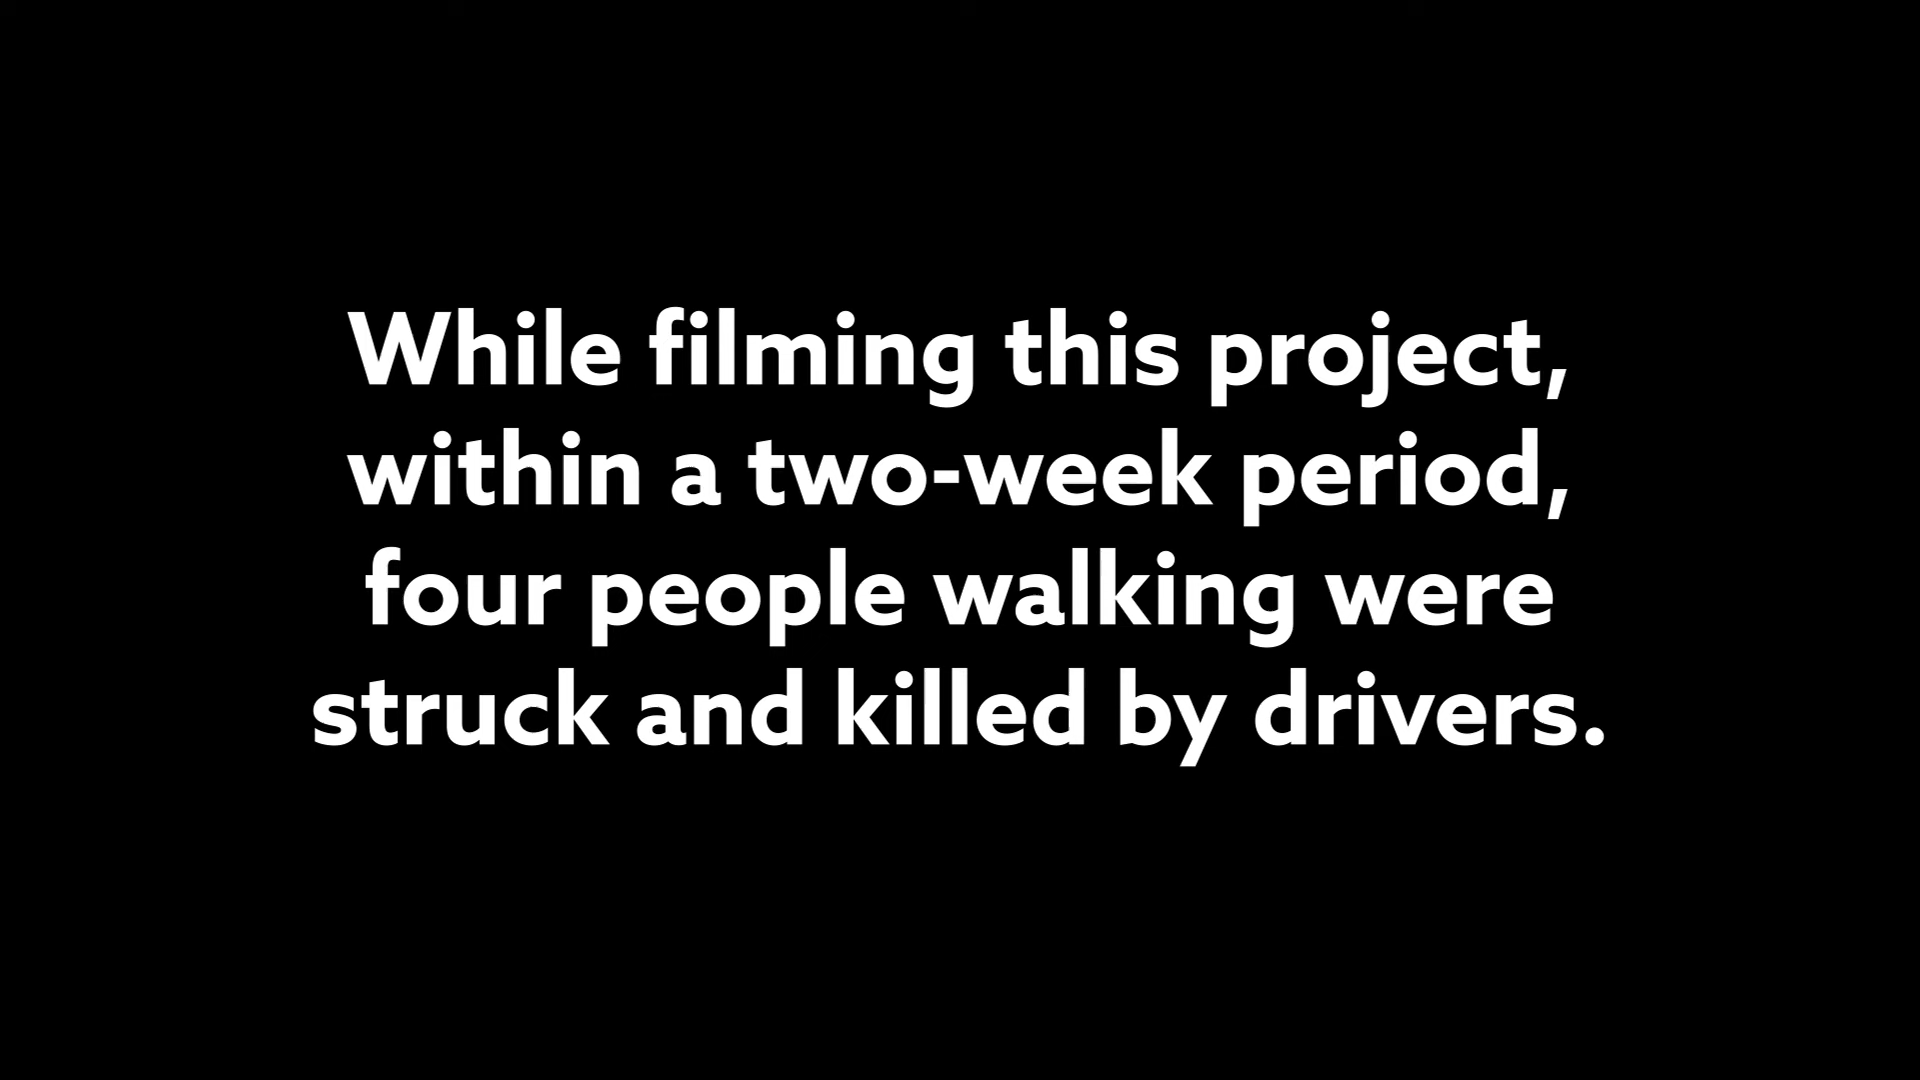 While filming this project,
within a two-week period,
four people walking were
struck and killed by drivers.